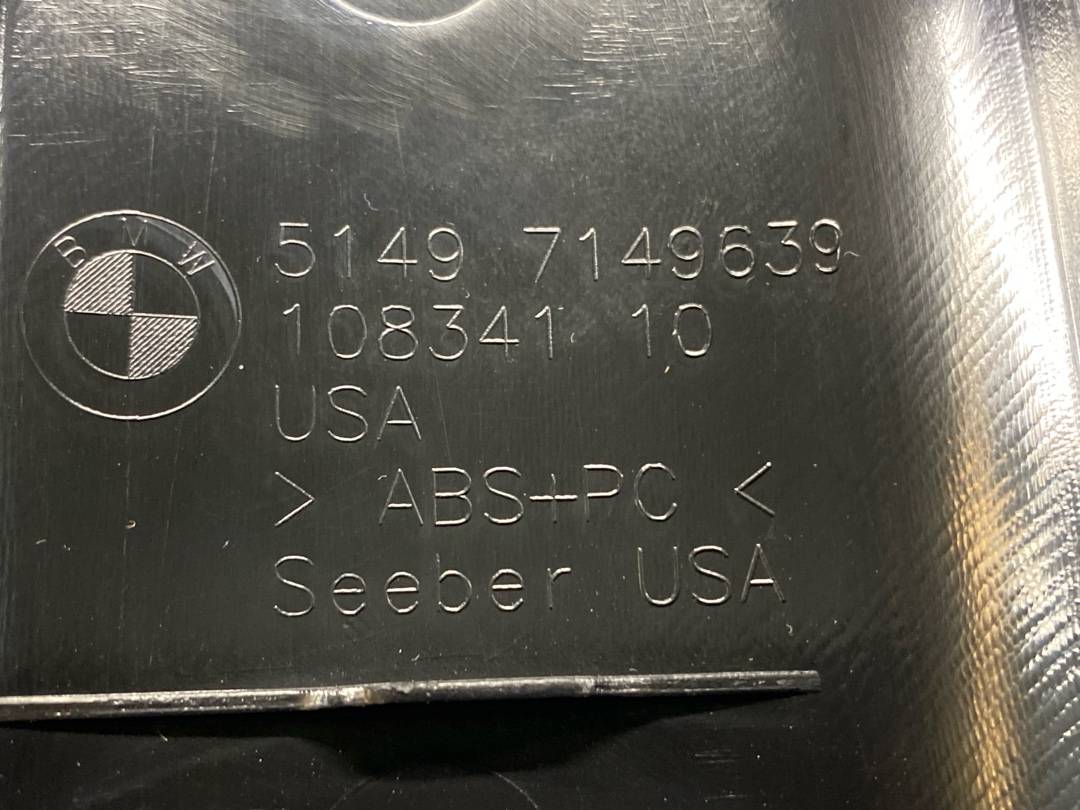 BMW
5149 7149639
108341 10
USA
> ABS+PC <
Seeber USA